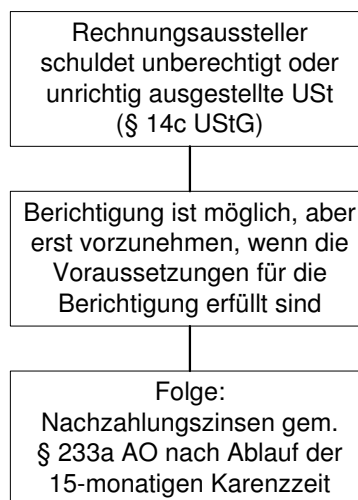 Rechnungsaussteller
schuldet unberechtigt oder
unrichtig ausgestellte USt
(§ 14c UStG)
Berichtigung ist möglich, aber
erst vorzunehmen, wenn die
Voraussetzungen für die
Berichtigung erfüllt sind
Folge:
Nachzahlungszinsen gem.
§ 233a AO nach Ablauf der
15-monatigen Karenzzeit